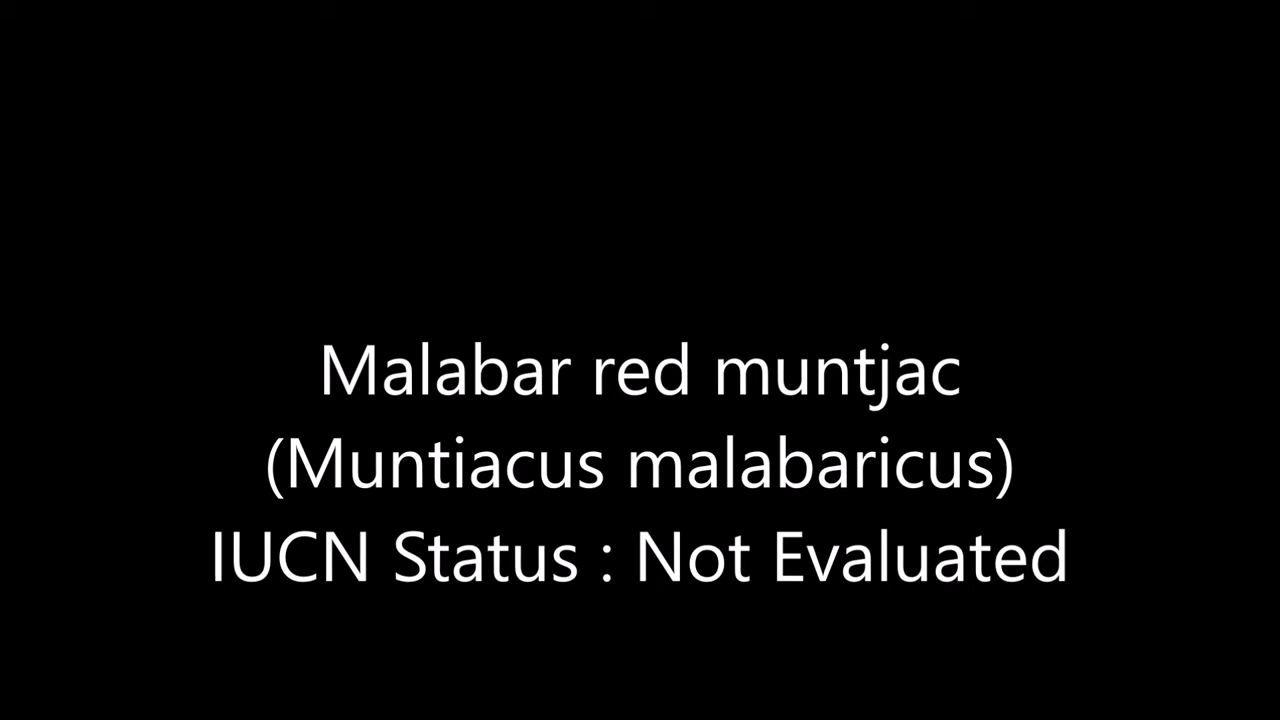 Malabar red muntjac
(Muntiacus malabaricus)
IUCN Status : Not Evaluated